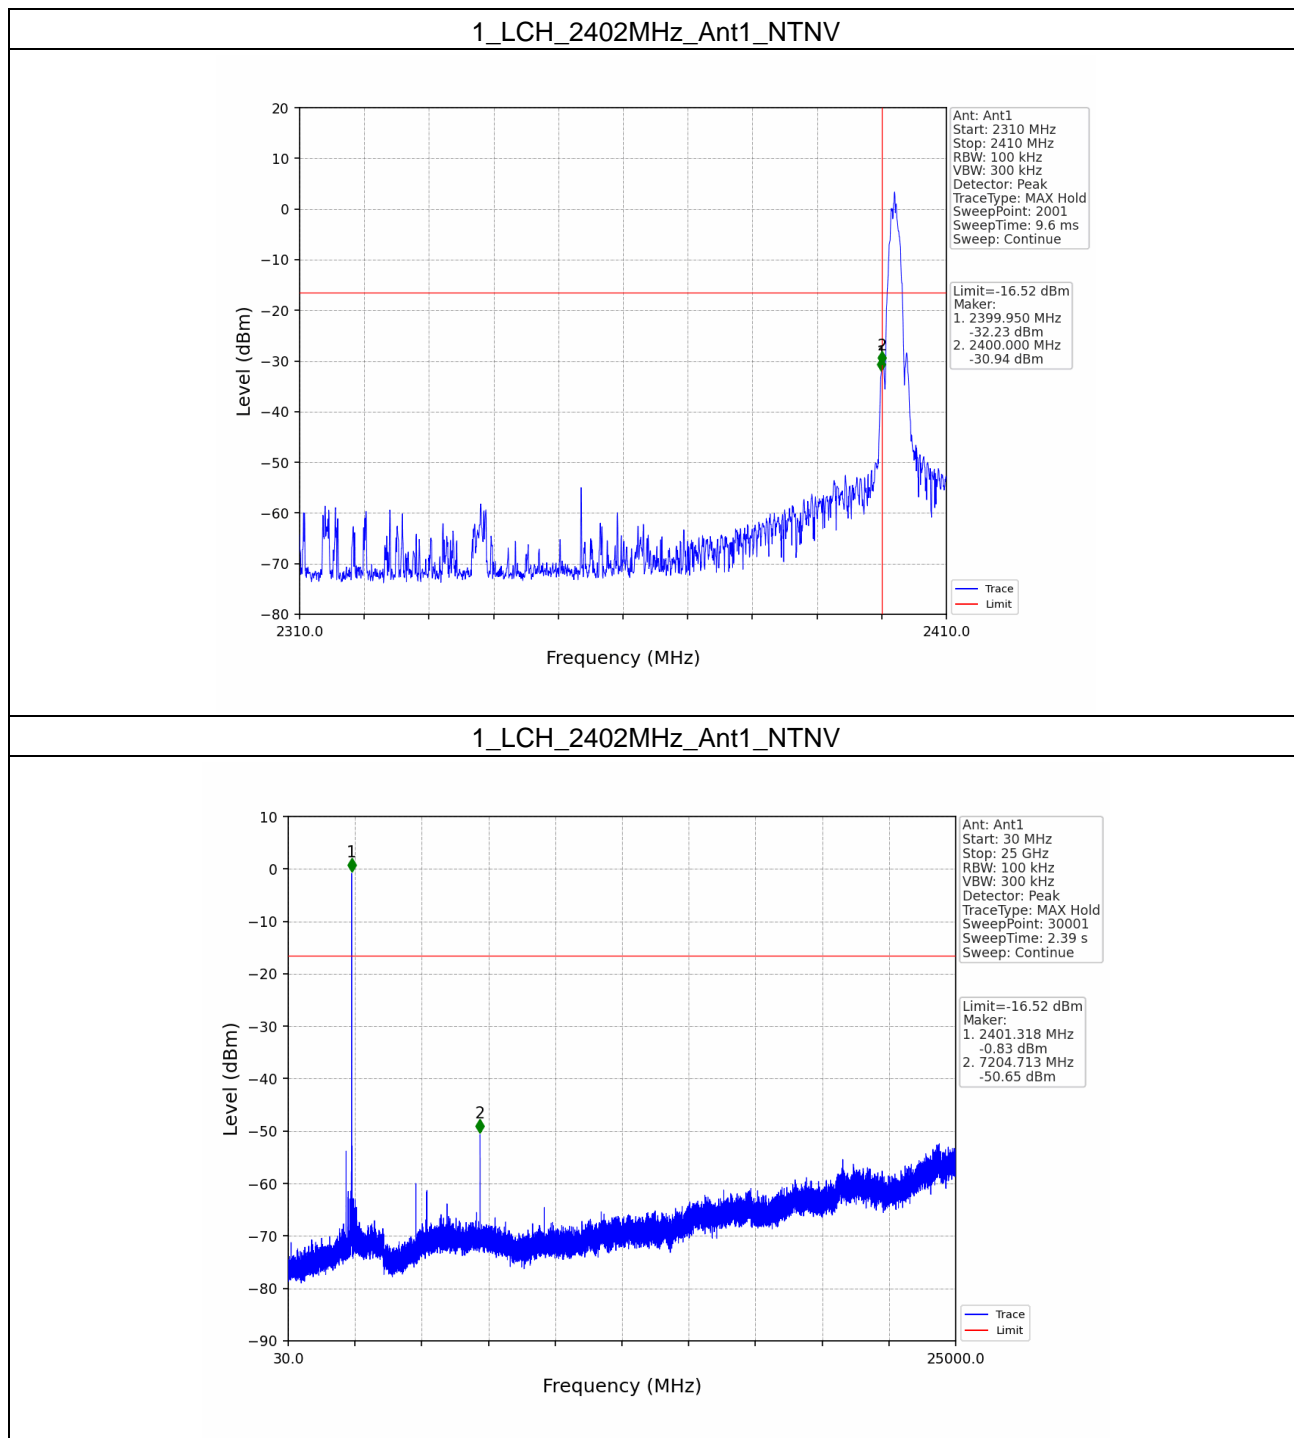 1_LCH_2402MHz_Ant1_NTNV
20
10
0
−10
−20
−30
−40
−50
−60
−70
−80
Level (dBm)
2310.0
2410.0
Frequency (MHz)
2
Ant: Ant1
Start: 2310 MHz
Stop: 2410 MHz
RBW: 100 kHz
VBW: 300 kHz
Detector: Peak
TraceType: MAX Hold
SweepPoint: 2001
SweepTime: 9.6 ms
Sweep: Continue
Limit=-16.52 dBm
Maker:
1. 2399.950 MHz
-32.23 dBm
2. 2400.000 MHz
-30.94 dBm
Trace
Limit
1_LCH_2402MHz_Ant1_NTNV
10
0
−10
−20
−30
−40
−50
−60
−70
−80
−90
Level (dBm)
30.0
25000.0
Frequency (MHz)
1
2
Ant: Ant1
Start: 30 MHz
Stop: 25 GHz
RBW: 100 kHz
VBW: 300 kHz
Detector: Peak
TraceType: MAX Hold
SweepPoint: 30001
SweepTime: 2.39 s
Sweep: Continue
Limit=-16.52 dBm
Maker:
1. 2401.318 MHz
-0.83 dBm
2. 7204.713 MHz
-50.65 dBm
Trace
Limit